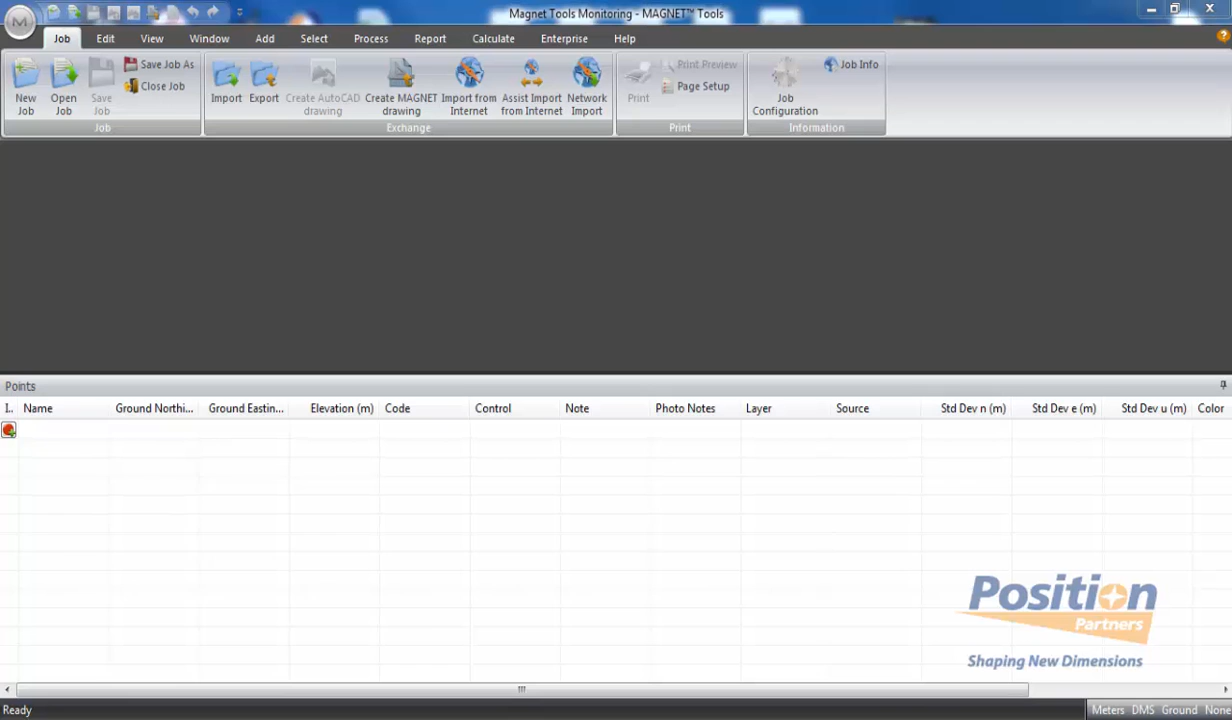 Magnet Tools Monitoring - MAGNET™ Tools
M
Job Edit View Window Add Select Process Report Calculate Enterprise Help
New Job
Open Job
Save Job
Save Job As
Close Job
Job
Import
Export
Create AutoCAD drawing
Create MAGNET drawing
Import from Internet
Assist Import from Internet
Network Import
Exchange
Print
Print Preview
Page Setup
Print
Job Configuration
Job Info
Information
Points
I.. Name Ground Northi... Ground Eastin... Elevation (m) Code Control Note Photo Notes Layer Source Std Dev n (m) Std Dev e (m) Std Dev u (m) Color
Position
Partners
Shaping New Dimensions
Ready Meters DMS Ground None